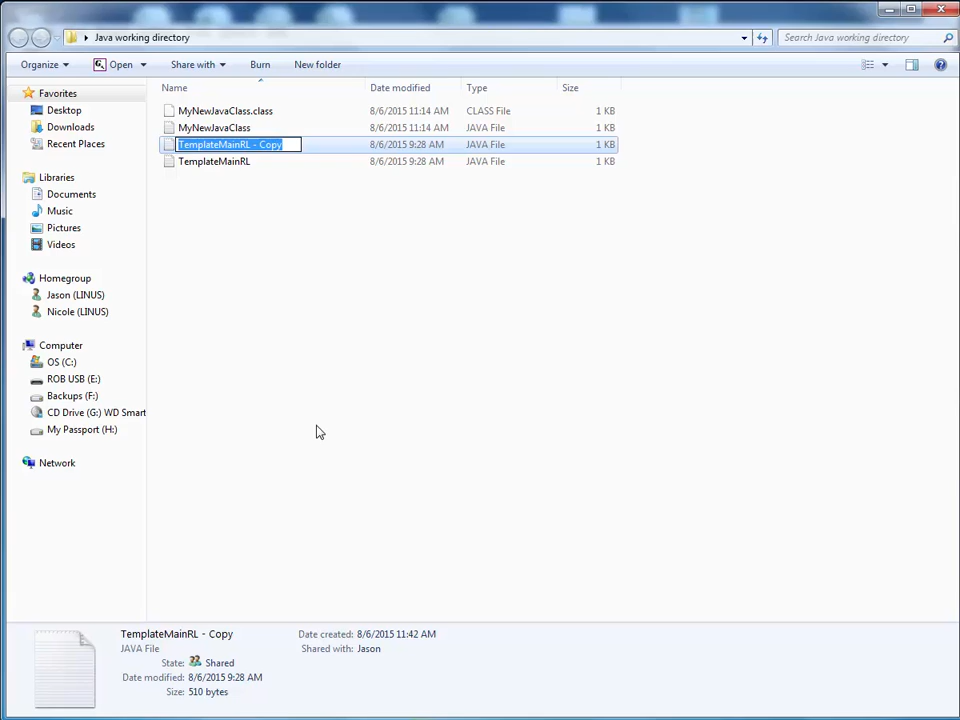 Java working directory
Search Java working directory
Organize Open Share with Burn New folder
Name Date modified Type Size
Favorites
Desktop
Downloads
Recent Places
Libraries
Documents
Music
Pictures
Videos
Homegroup
Jason (LINUS)
Nicole (LINUS)
Computer
OS (C:)
ROB USB (E:)
Backups (F:)
CD Drive (G:) WD Smart
My Passport (H:)
Network
MyNewJavaClass.class 8/6/2015 11:14 AM CLASS File 1 KB
MyNewJavaClass 8/6/2015 11:14 AM JAVA File 1 KB
TemplateMainRL - Copy 8/6/2015 9:28 AM JAVA File 1 KB
TemplateMainRL 8/6/2015 9:28 AM JAVA File 1 KB
TemplateMainRL - Copy Date created: 8/6/2015 11:42 AM
JAVA File Shared with: Jason
State: Shared
Date modified: 8/6/2015 9:28 AM
Size: 510 bytes